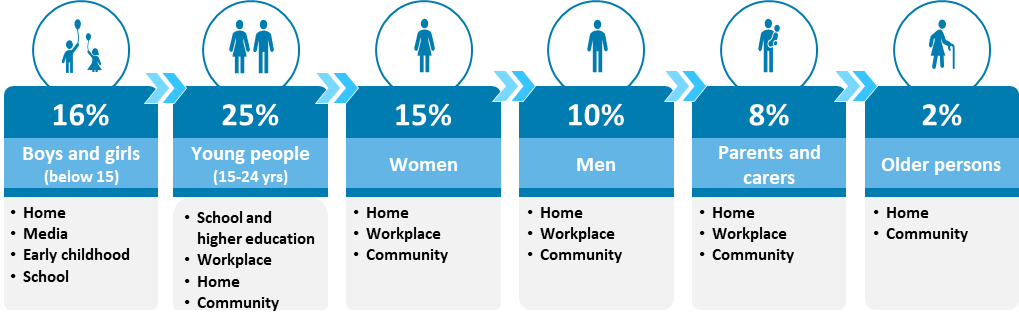 16%
Boys and girls
(below 15)
• Home
• Media
• Early childhood
• School
25%
Young people
(15-24 yrs)
• School and
higher education
• Workplace
• Home
• Community
15%
Women
• Home
• Workplace
• Community
10%
Men
• Home
• Workplace
• Community
8%
Parents and
carers
• Home
• Workplace
• Community
2%
Older persons
• Home
• Community